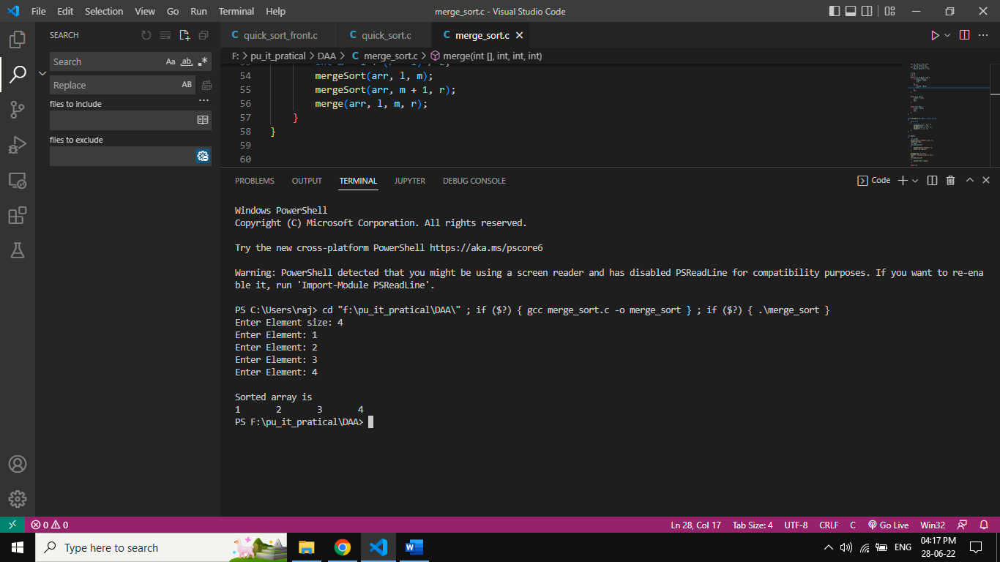 File Edit Selection View Go Run Terminal Help
merge_sort.c - Visual Studio Code
SEARCH
Search
Aa ab
Replace
AB
files to include
files to exclude
C quick_sort_front.c
C quick_sort.c
C merge_sort.c
F: > pu_it_pratical > DAA > C merge_sort.c > merge(int [], int, int, int)
54 mergeSort(arr, l, m);
55 mergeSort(arr, m + 1, r);
56 merge(arr, l, m, r);
57 }
58 }
59
60
PROBLEMS OUTPUT TERMINAL JUPYTER DEBUG CONSOLE
Code
Windows PowerShell
Copyright (C) Microsoft Corporation. All rights reserved.
Try the new cross-platform PowerShell https://aka.ms/pscore6
Warning: PowerShell detected that you might be using a screen reader and has disabled PSReadLine for compatibility purposes. If you want to re-ena
ble it, run 'Import-Module PSReadLine'.
PS C:\Users\raj> cd "f:\pu_it_pratical\DAA\" ; if ($?) { gcc merge_sort.c -o merge_sort } ; if ($?) { .\merge_sort }
Enter Element size: 4
Enter Element: 1
Enter Element: 2
Enter Element: 3
Enter Element: 4
Sorted array is
1 2 3 4
PS F:\pu_it_pratical\DAA>
0 0
Ln 28, Col 17 Tab Size: 4 UTF-8 CRLF C Go Live Win32
Type here to search
ENG
04:17 PM
28-06-22